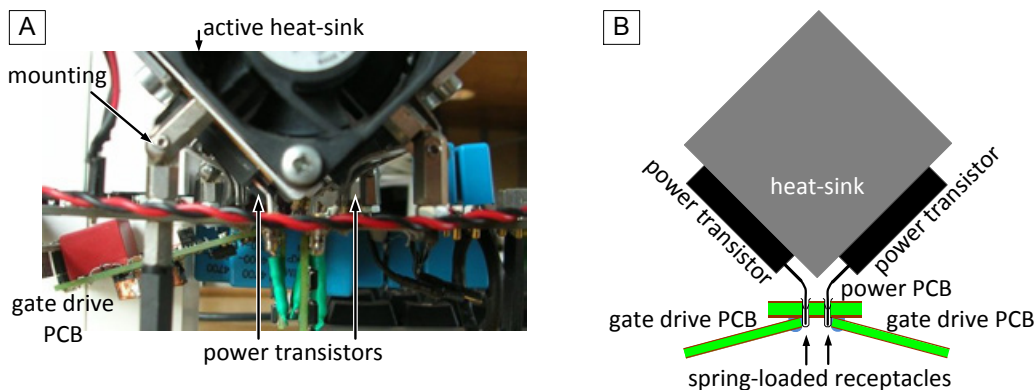 A
active heat-sink
mounting
gate drive
PCB
power transistors
4700
B
heat-sink
power transistor
power transistor
power PCB
gate drive PCB
gate drive PCB
spring-loaded receptacles